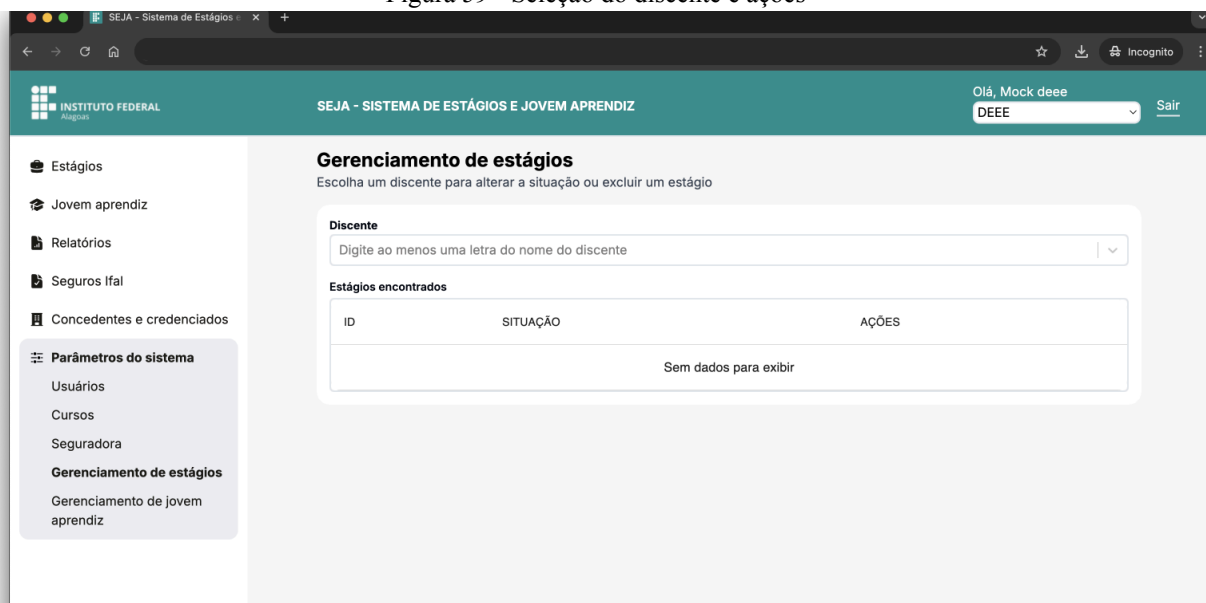 Figura 39 - Seleção do discente e ações
SEJA - Sistema de Estágios e
Incognito
INSTITUTO FEDERAL
Alagoas
SEJA - SISTEMA DE ESTÁGIOS E JOVEM APRENDIZ
Olá, Mock deee
DEEE
Sair
Estágios
Jovem aprendiz
Relatórios
Seguros Ifal
Concedentes e credenciados
Parâmetros do sistema
Usuários
Cursos
Seguradora
Gerenciamento de estágios
Gerenciamento de jovem
aprendiz
Gerenciamento de estágios
Escolha um discente para alterar a situação ou excluir um estágio
Discente
Digite ao menos uma letra do nome do discente
Estágios encontrados
ID SITUAÇÃO AÇÕES
Sem dados para exibir